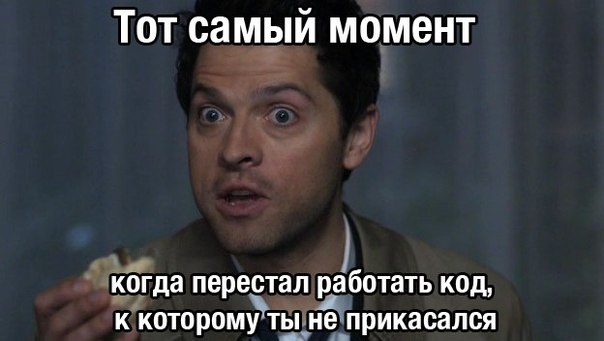 Тот самый момент
когда перестал работать код,
к которому ты не прикасался